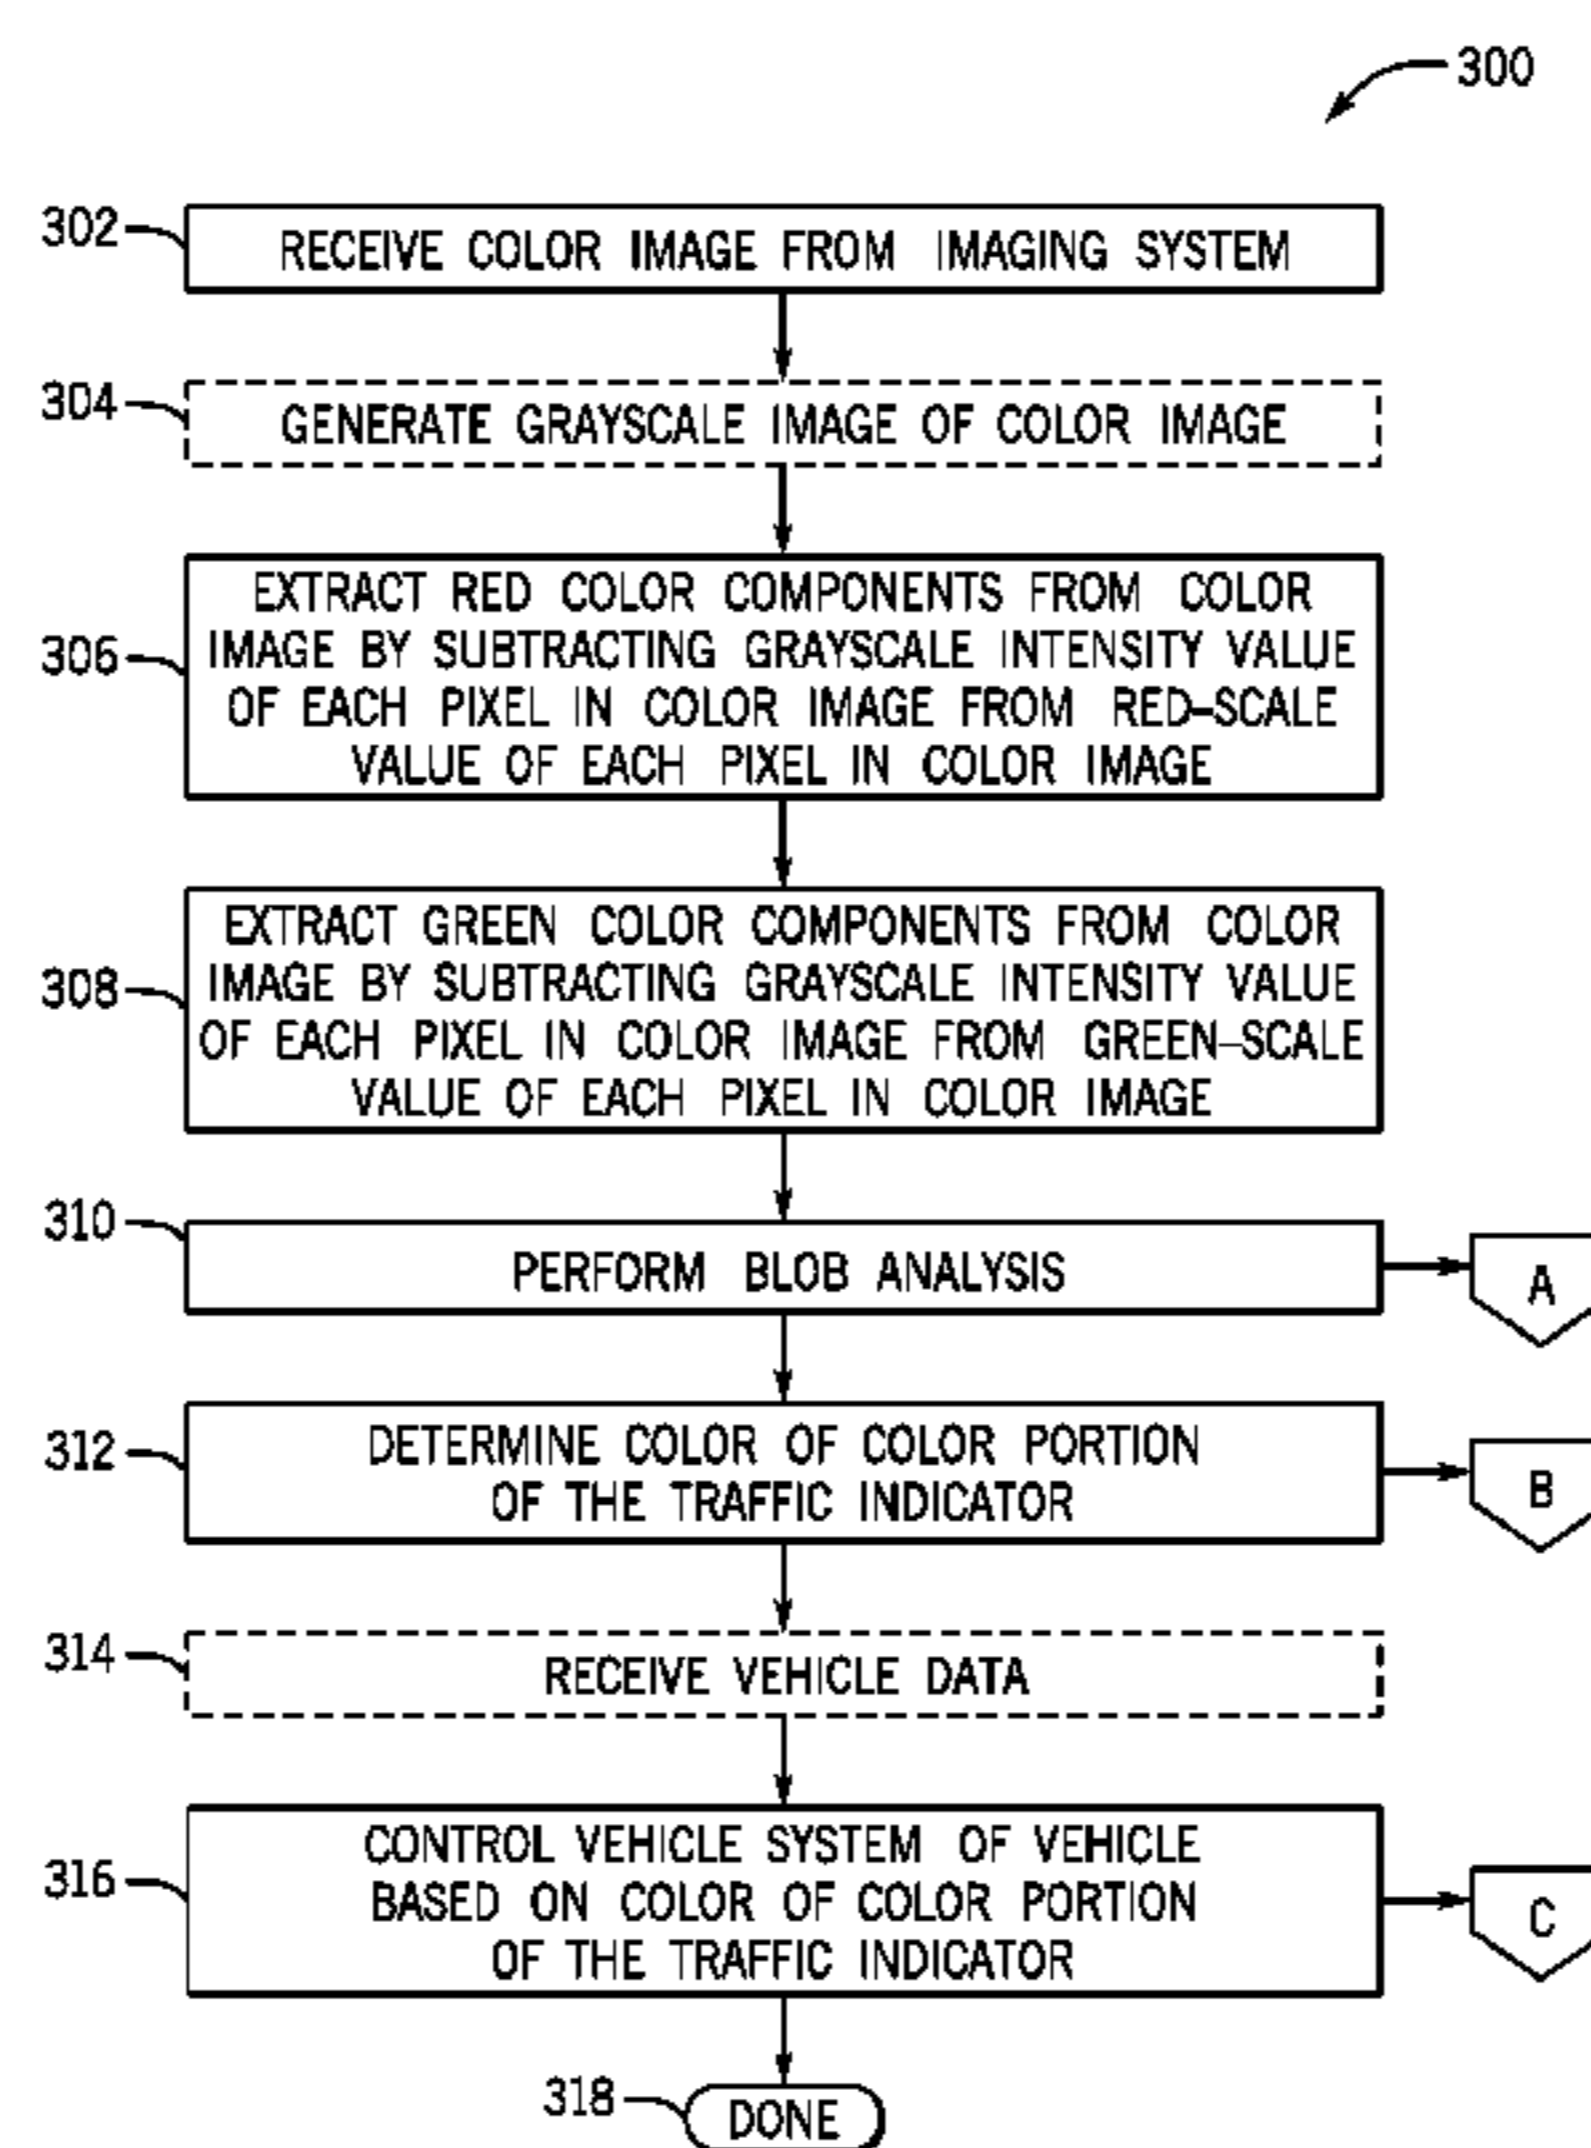 300
302
RECEIVE COLOR IMAGE FROM IMAGING SYSTEM
304
GENERATE GRAYSCALE IMAGE OF COLOR IMAGE
306
EXTRACT RED COLOR COMPONENTS FROM COLOR
IMAGE BY SUBTRACTING GRAYSCALE INTENSITY VALUE
OF EACH PIXEL IN COLOR IMAGE FROM RED-SCALE
VALUE OF EACH PIXEL IN COLOR IMAGE
308
EXTRACT GREEN COLOR COMPONENTS FROM COLOR
IMAGE BY SUBTRACTING GRAYSCALE INTENSITY VALUE
OF EACH PIXEL IN COLOR IMAGE FROM GREEN-SCALE
VALUE OF EACH PIXEL IN COLOR IMAGE
310
PERFORM BLOB ANALYSIS
A
312
DETERMINE COLOR OF COLOR PORTION
OF THE TRAFFIC INDICATOR
B
314
RECEIVE VEHICLE DATA
316
CONTROL VEHICLE SYSTEM OF VEHICLE
BASED ON COLOR OF COLOR PORTION
OF THE TRAFFIC INDICATOR
C
318
DONE